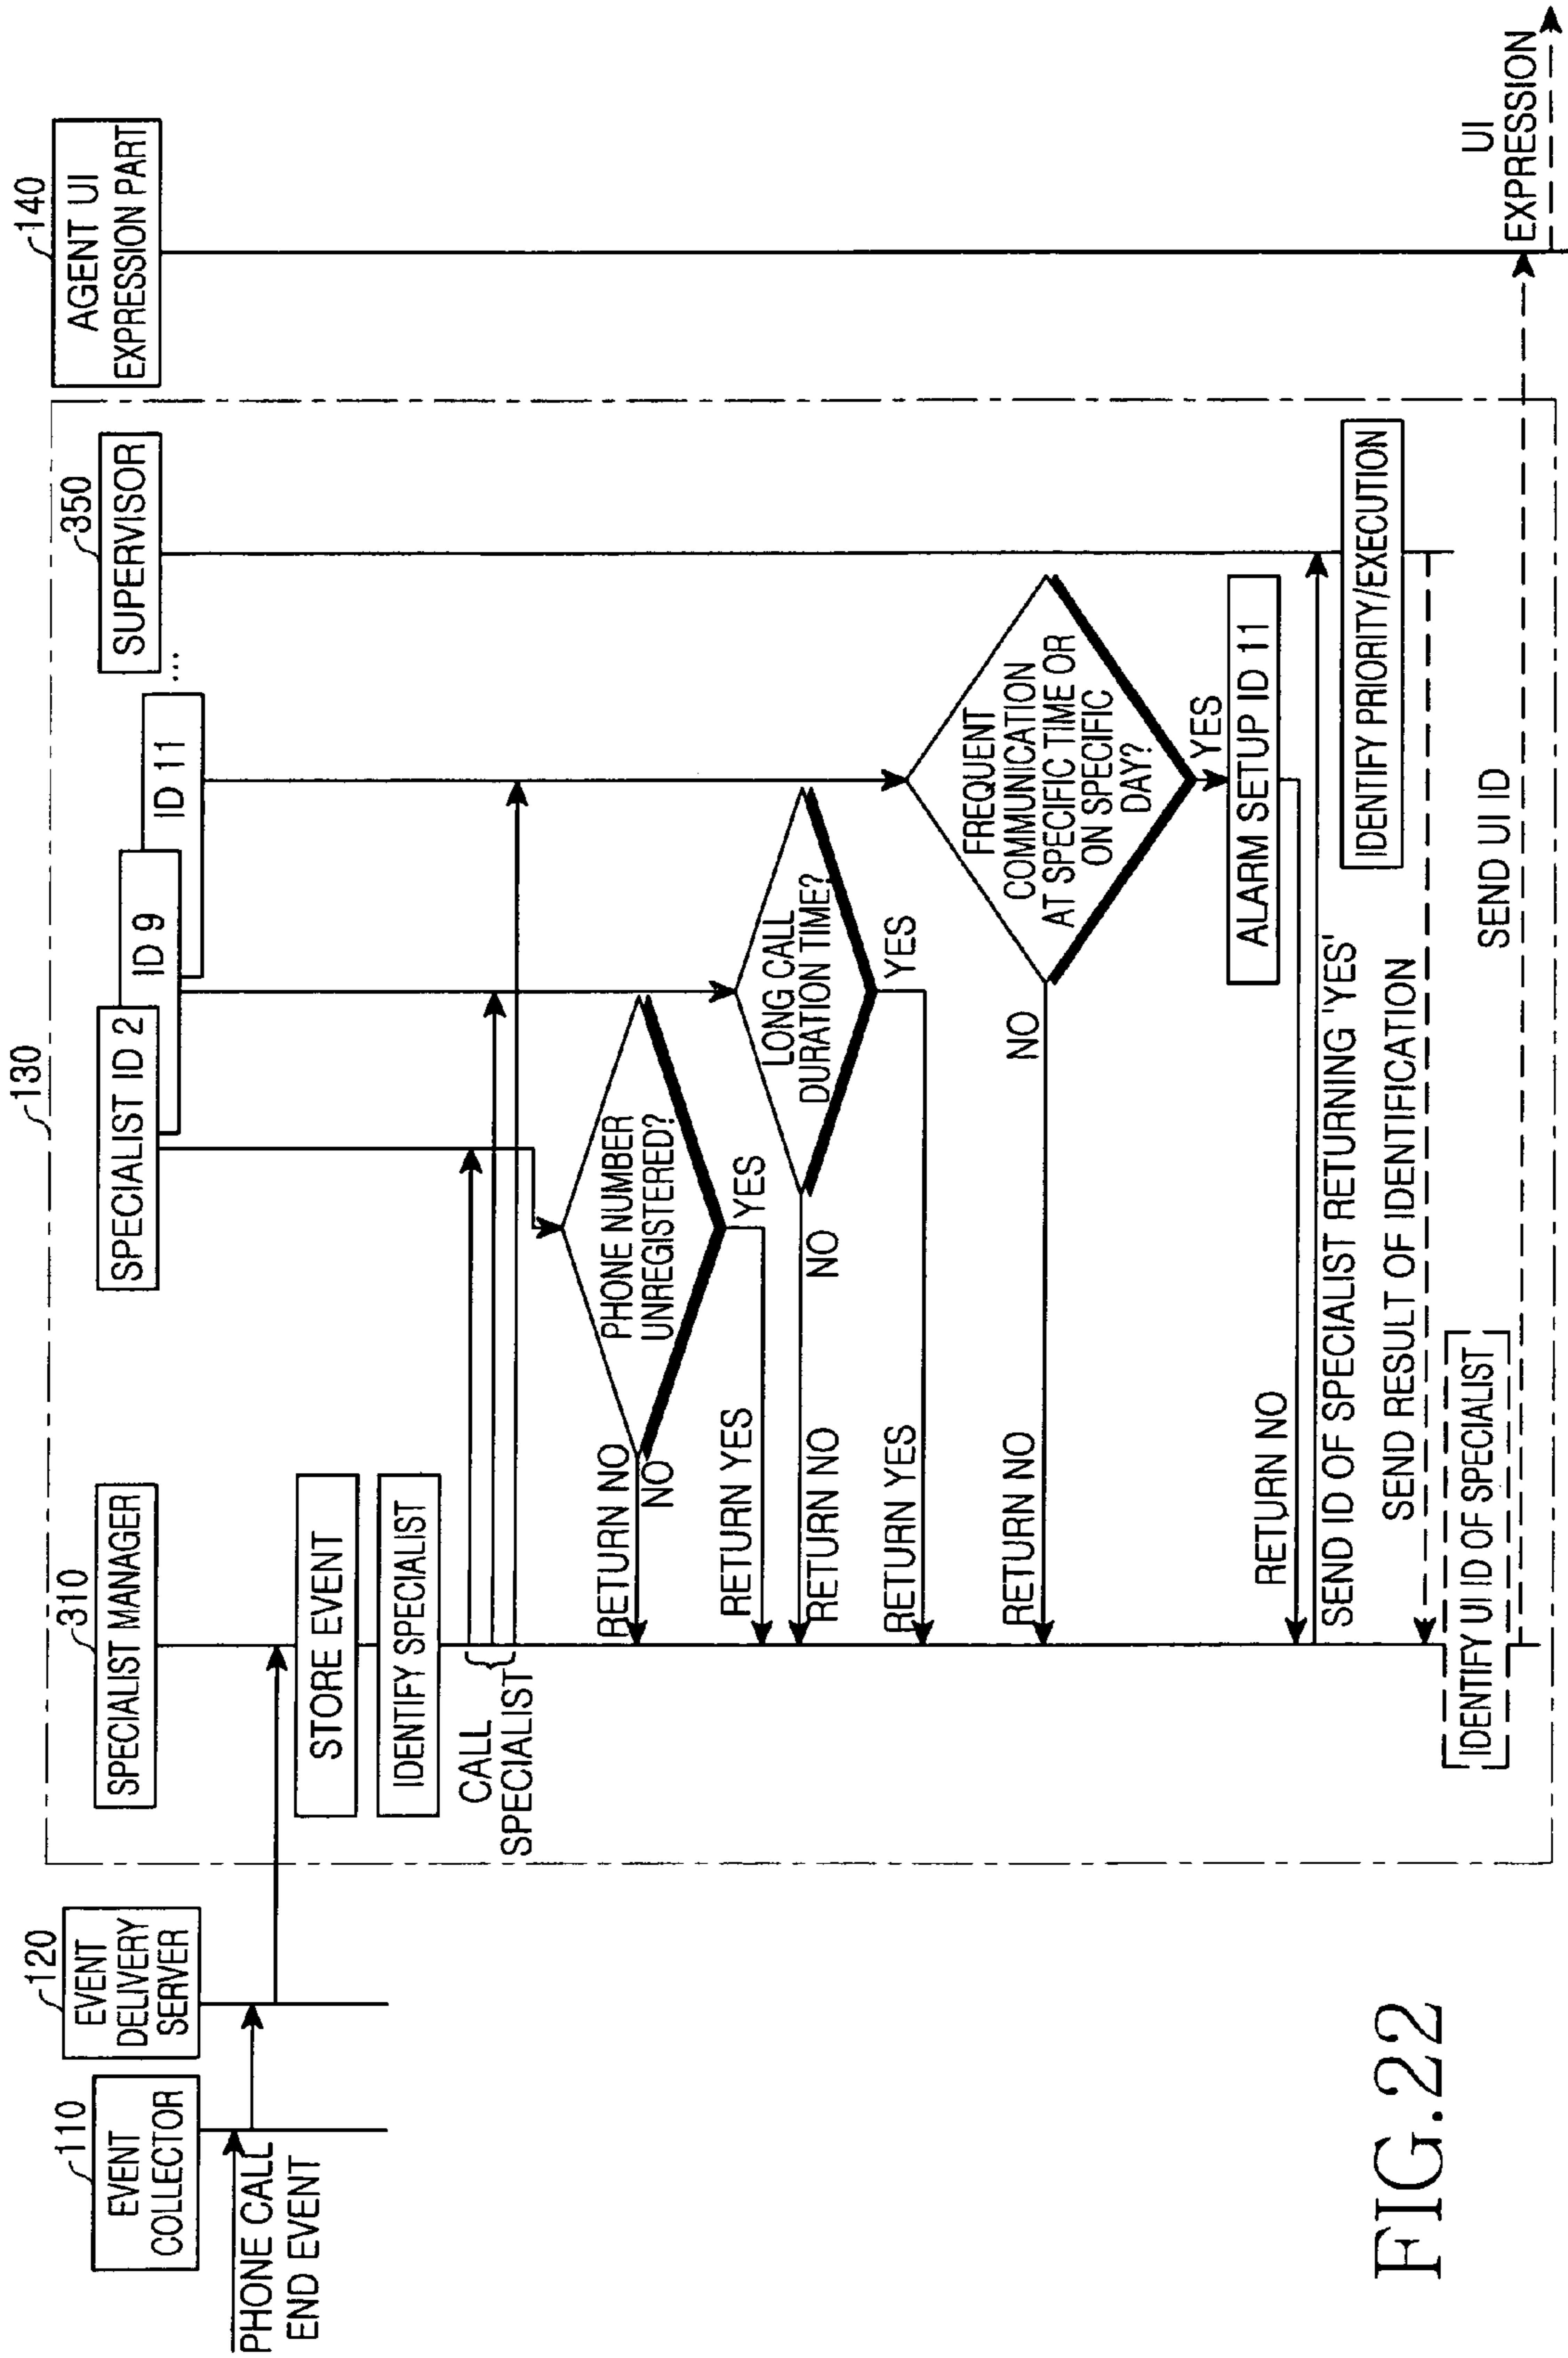 110
EVENT
COLLECTOR
120
EVENT
DELIVERY
SERVER
130
310
SPECIALIST MANAGER
SPECIALIST ID 2
ID 9
ID 11
...
350
SUPERVISOR
140
AGENT UI
EXPRESSION PART
PHONE CALL
END EVENT
STORE EVENT
IDENTIFY SPECIALIST
CALL
SPECIALIST
PHONE NUMBER
UNREGISTERED?
RETURN NO
NO
YES
RETURN YES
LONG CALL
DURATION TIME?
NO
RETURN NO
YES
RETURN YES
FREQUENT
COMMUNICATION
AT SPECIFIC TIME OR
ON SPECIFIC
DAY?
NO
RETURN NO
YES
ALARM SETUP ID 11
RETURN NO
SEND ID OF SPECIALIST RETURNING 'YES'
IDENTIFY PRIORITY/EXECUTION
SEND RESULT OF IDENTIFICATION
IDENTIFY UI ID OF SPECIALIST
SEND UI ID
UI
EXPRESSION
FIG.22